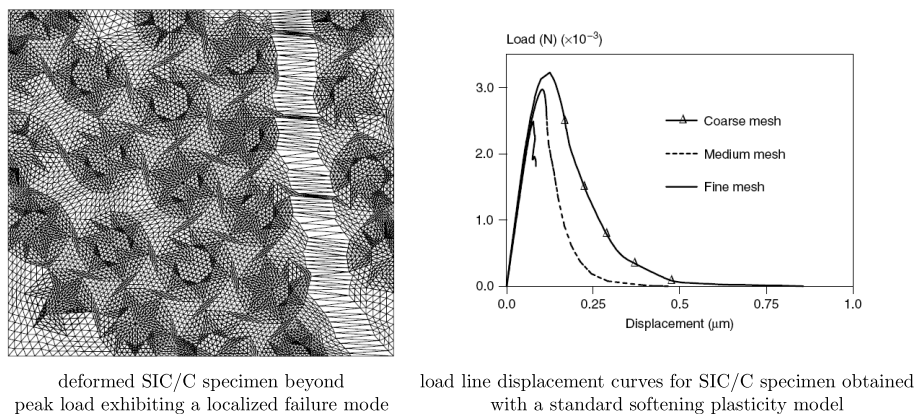 Load (N) (×10⁻³)
3.0
2.0
1.0
0.0
Coarse mesh
Medium mesh
Fine mesh
0.0 0.25 0.5 0.75 1.0
Displacement (μm)
deformed SIC/C specimen beyond
peak load exhibiting a localized failure mode
load line displacement curves for SIC/C specimen obtained
with a standard softening plasticity model